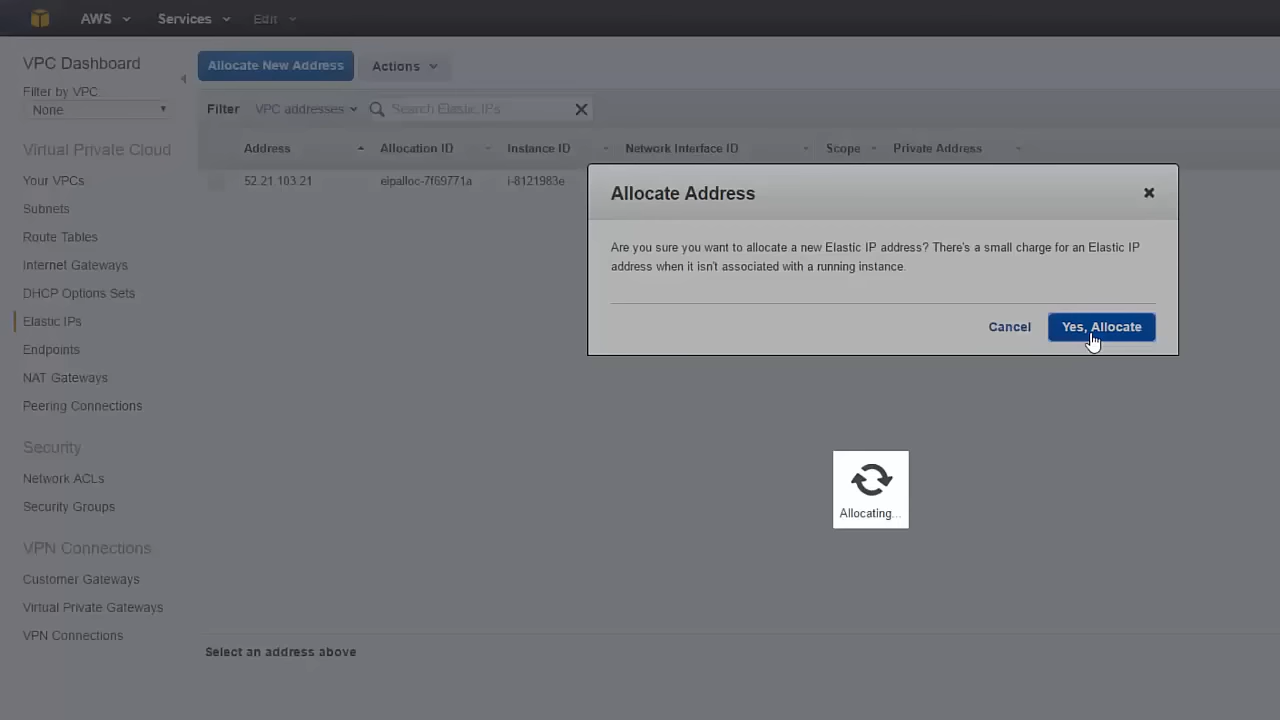 AWS Services Edit
VPC Dashboard
Filter by VPC:
None
Virtual Private Cloud
Your VPCs
Subnets
Route Tables
Internet Gateways
DHCP Options Sets
Elastic IPs
Endpoints
NAT Gateways
Peering Connections
Security
Network ACLs
Security Groups
VPN Connections
Customer Gateways
Virtual Private Gateways
VPN Connections
Allocate New Address Actions
Filter VPC addresses Search Elastic IPs
Address Allocation ID Instance ID Network Interface ID Scope Private Address
52.21.103.21 eipalloc-7f69771a i-8121983e
Allocate Address
Are you sure you want to allocate a new Elastic IP address? There's a small charge for an Elastic IP
address when it isn't associated with a running instance.
Cancel Yes, Allocate
Allocating...
Select an address above